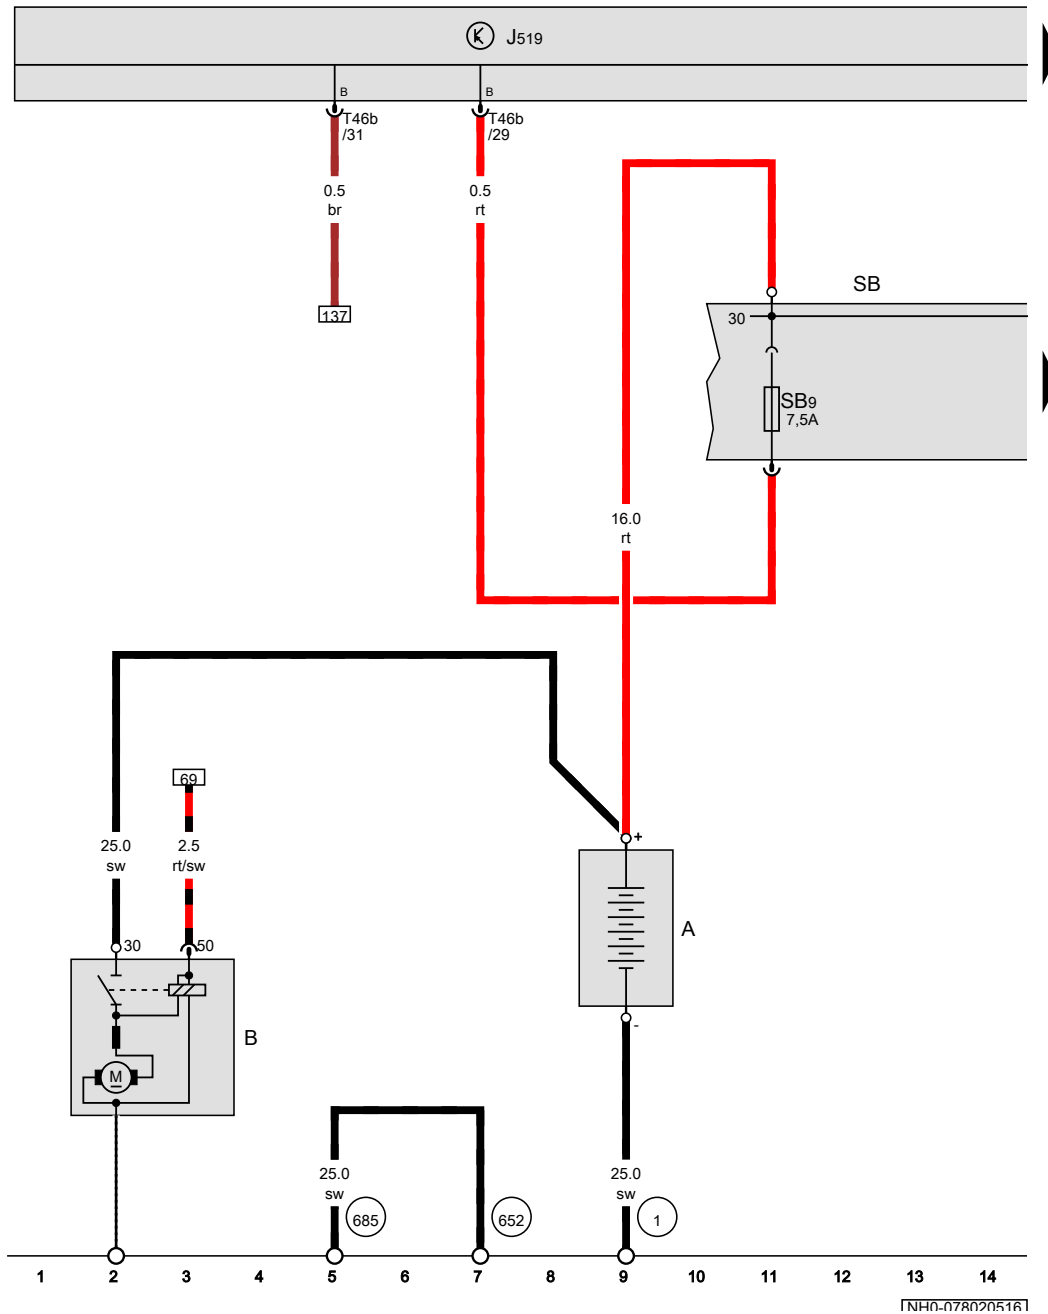 J519
B
B
T46b
/31
T46b
/29
0.5
br
0.5
rt
137
SB
30
SB9
7,5A
16.0
rt
69
25.0
sw
2.5
rt/sw
+
30
50
A
B
-
M
25.0
sw
685
652
25.0
sw
1
1 2 3 4 5 6 7 8 9 10 11 12 13 14
NH0-078020516